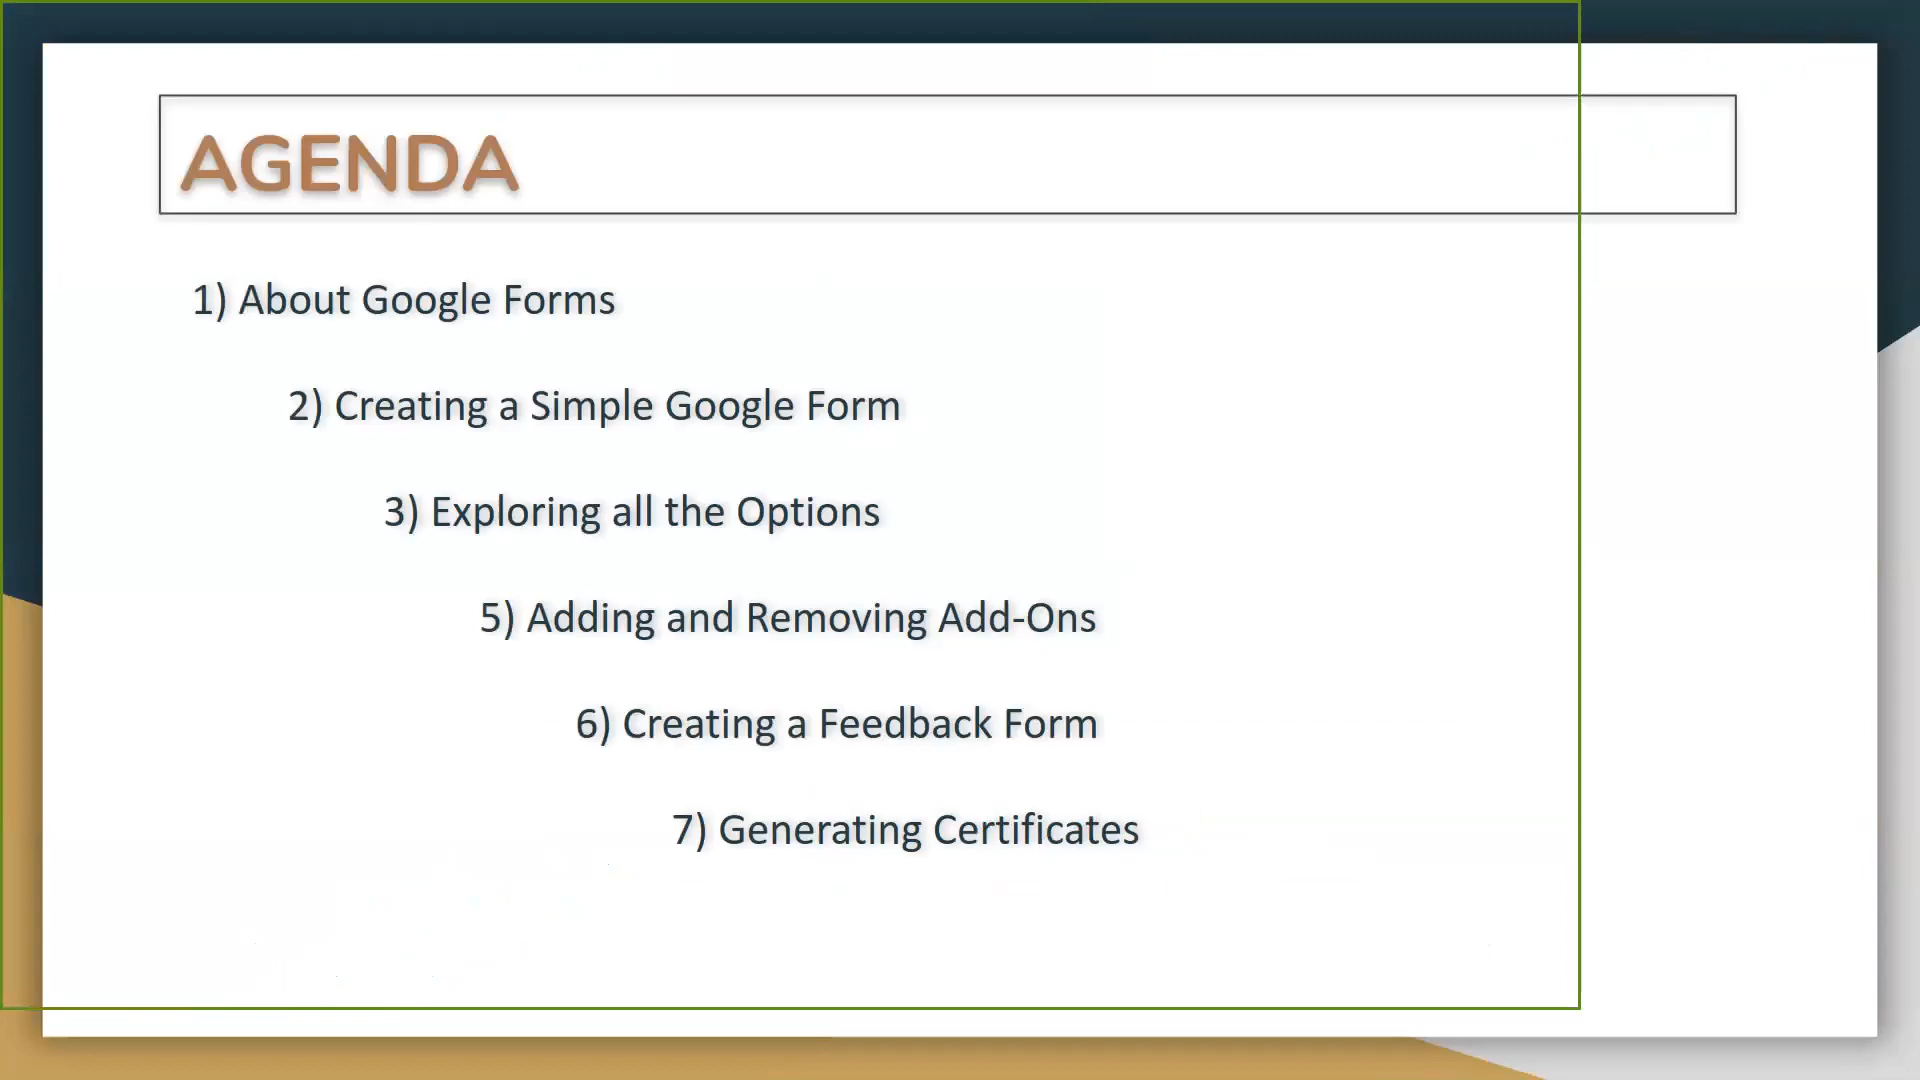 AGENDA
1) About Google Forms
2) Creating a Simple Google Form
3) Exploring all the Options
5) Adding and Removing Add-Ons
6) Creating a Feedback Form
7) Generating Certificates